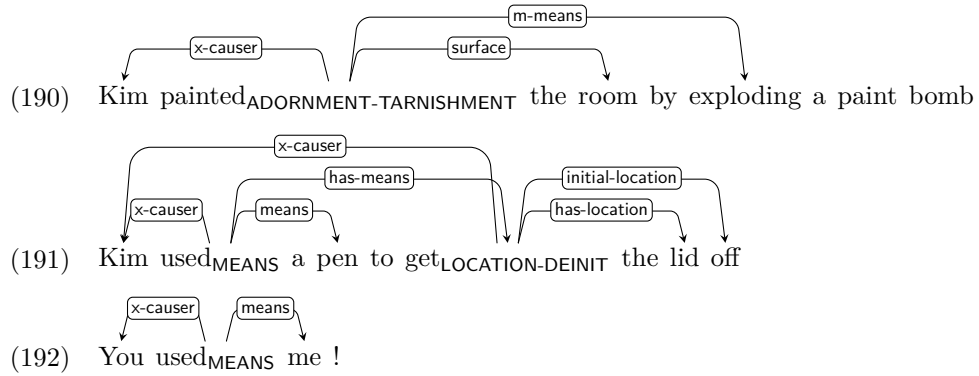 m-means
x-causer surface
(190) Kim painted ADORNMENT-TARNISHMENT the room by exploding a paint bomb
x-causer
has-means initial-location
x-causer means has-location
(191) Kim used MEANS a pen to get LOCATION-DEINIT the lid off
x-causer means
(192) You used MEANS me !